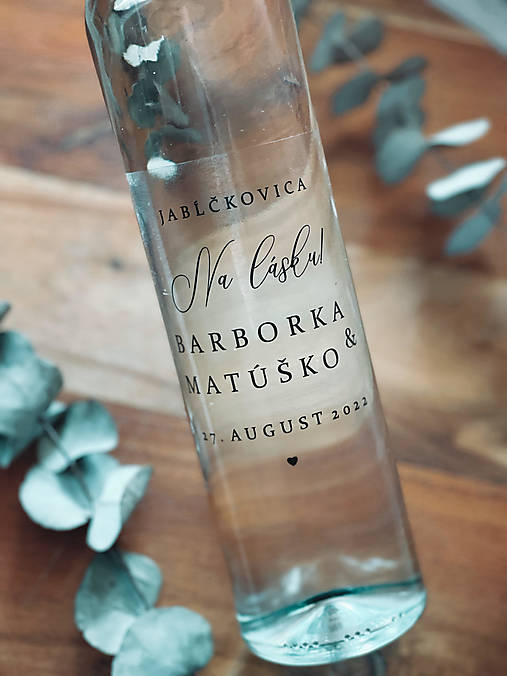 JABĹČKOVICA
Na lásku!
BARBORKA
&
MATÚŠKO
27. AUGUST 2022